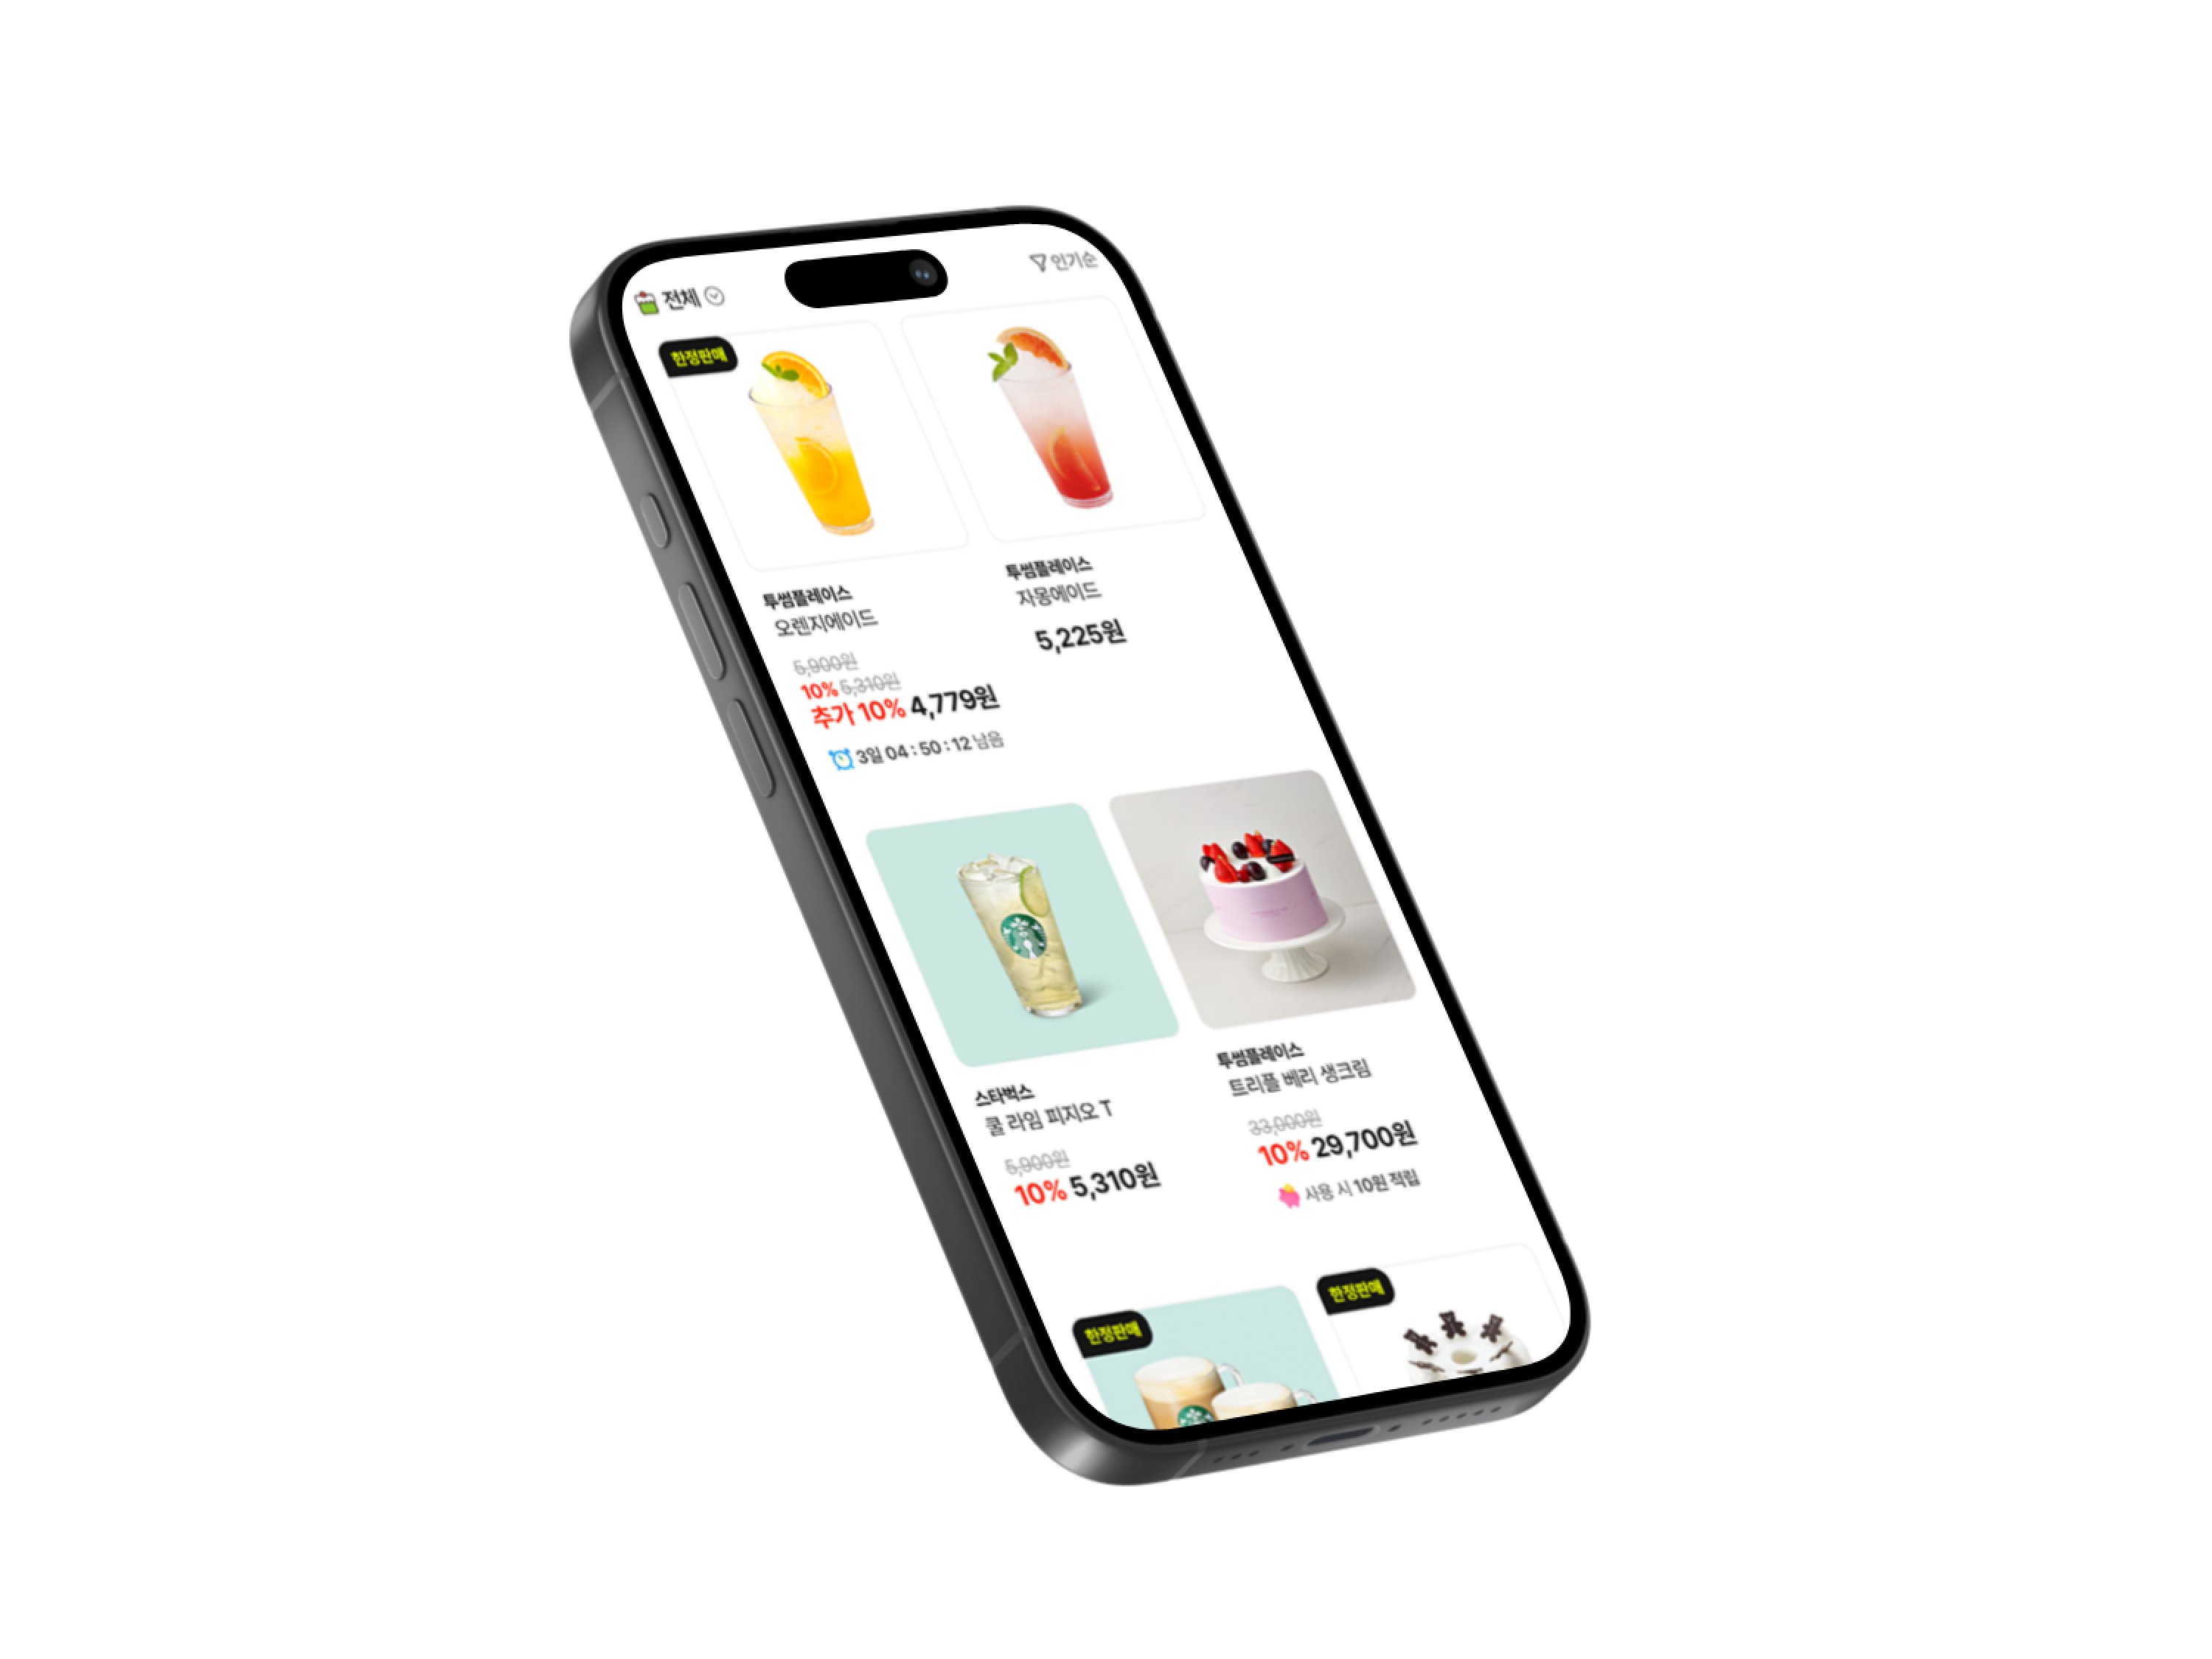 전체
인기순
한정판매
투썸플레이스
오렌지에이드
5,900원
10% 5,310원
추가 10% 4,779원
3일 04 : 50 : 12 남음
투썸플레이스
자몽에이드
5,225원
스타벅스
쿨 라임 피지오 T
5,900원
10% 5,310원
투썸플레이스
트리플 베리 생크림
33,000원
10% 29,700원
사용 시 10원 적립
한정판매
한정판매